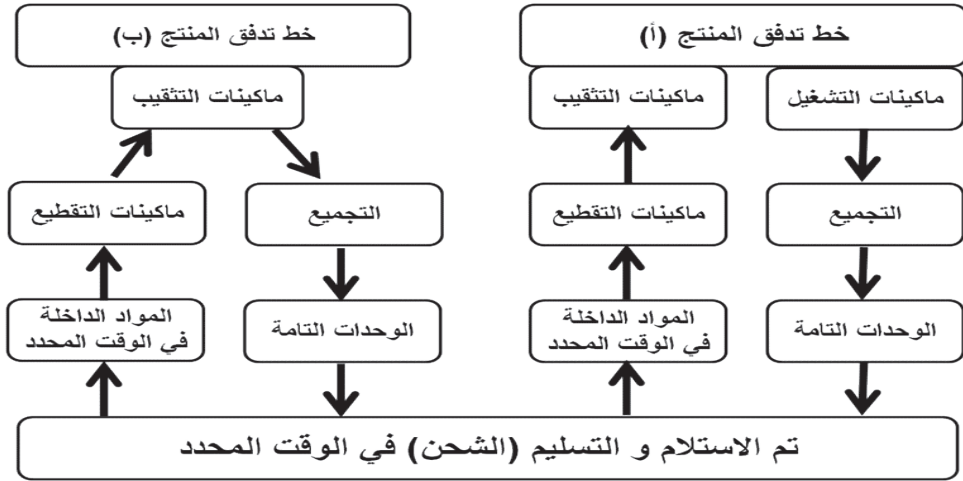 خط تدفق المنتج (أ)
خط تدفق المنتج (ب)
ماكينات التشغيل
ماكينات التثقيب
ماكينات التثقيب
التجميع
ماكينات التقطيع
التجميع
ماكينات التقطيع
الوحدات التامة
المواد الداخلة
في الوقت المحدد
الوحدات التامة
المواد الداخلة
في الوقت المحدد
تم الاستلام و التسليم (الشحن) في الوقت المحدد